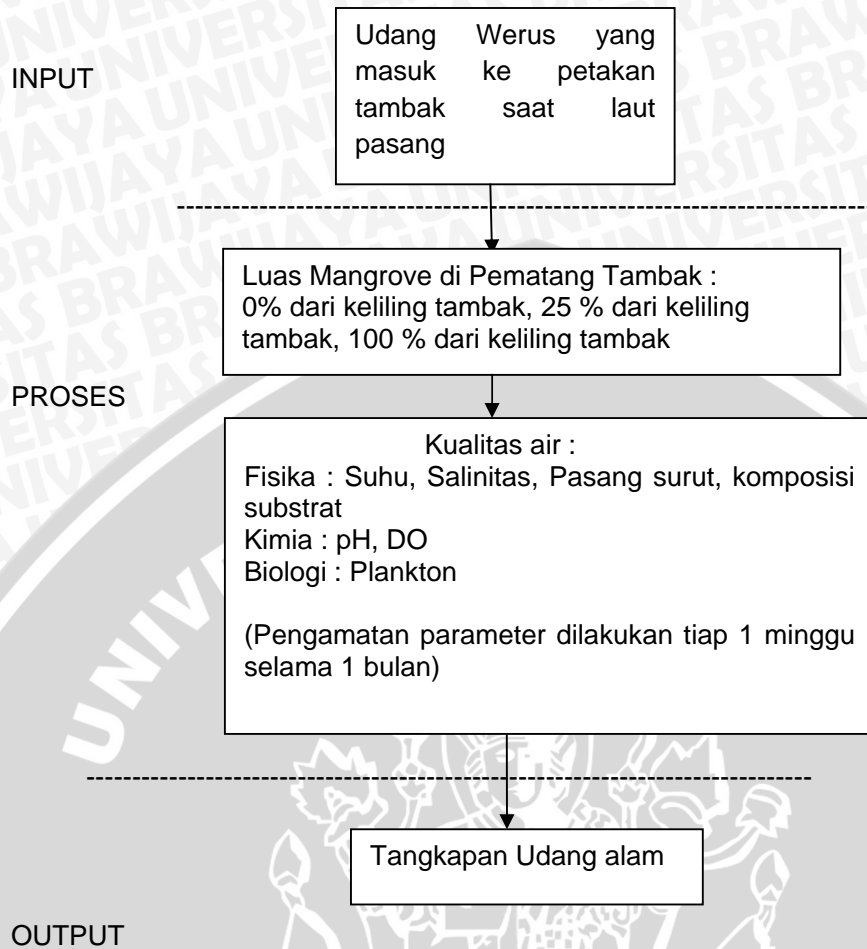 INPUT
Udang Werus yang
masuk ke petakan
tambak saat laut
pasang
Luas Mangrove di Pematang Tambak :
0% dari keliling tambak, 25 % dari keliling
tambak, 100 % dari keliling tambak
PROSES
Kualitas air :
Fisika : Suhu, Salinitas, Pasang surut, komposisi
substrat
Kimia : pH, DO
Biologi : Plankton
(Pengamatan parameter dilakukan tiap 1 minggu
selama 1 bulan)
Tangkapan Udang alam
OUTPUT